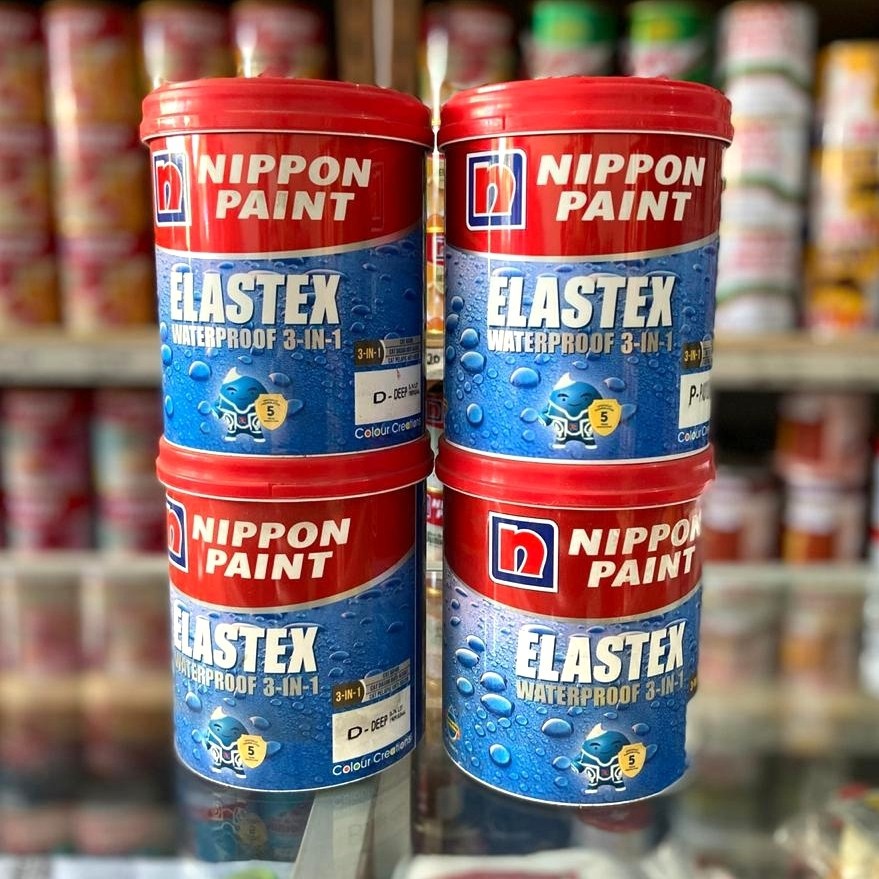 n NIPPON
PAINT
ELASTEX
WATERPROOF 3-IN-1
3-IN-1
D-DEEP
5
Colour Creations
n NIPPON
PAINT
ELASTEX
WATERPROOF 3-IN-1
3-IN-1
5
n NIPPON
PAINT
ELASTEX
WATERPROOF 3-IN-1
3-IN-1
D-DEEP
5
Colour Creations
n NIPPON
PAINT
ELASTEX
WATERPROOF 3-IN-1
5